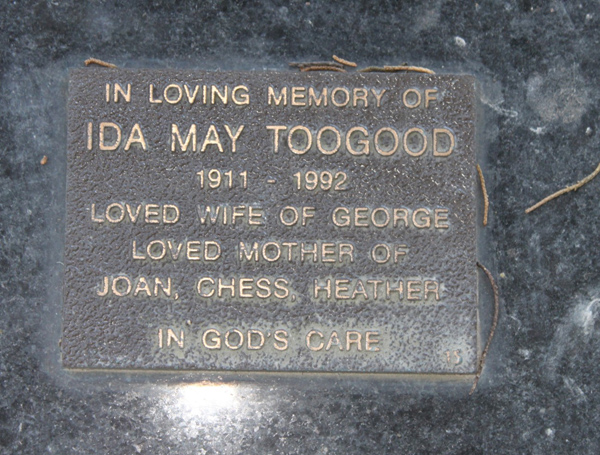 IN LOVING MEMORY OF
IDA MAY TOOGOOD
1911 - 1992
LOVED WIFE OF GEORGE
LOVED MOTHER OF
JOAN, CHESS, HEATHER
IN GOD'S CARE